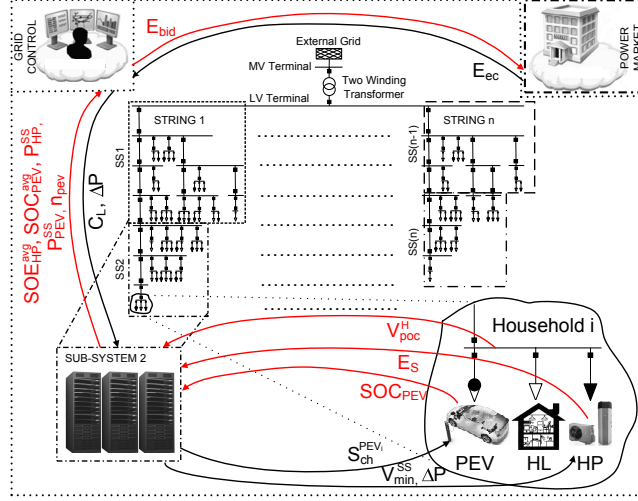 GRID
CONTROL
E_bid
E_ec
POWER
MARKET
External Grid
MV Terminal
Two Winding
Transformer
LV Terminal
STRING 1
STRING n
SS1
SS2
SS(n-1)
SS(n)
SOE_HP^avg, SOC_PEV^avg, P_HP^SS
P_PEV^SS, n_pev
C_L, ΔP
SUB-SYSTEM 2
V_poc^H
E_S
SOC_PEV
S_ch^PEV_i
V_min^SS, ΔP
Household i
PEV
HL
HP